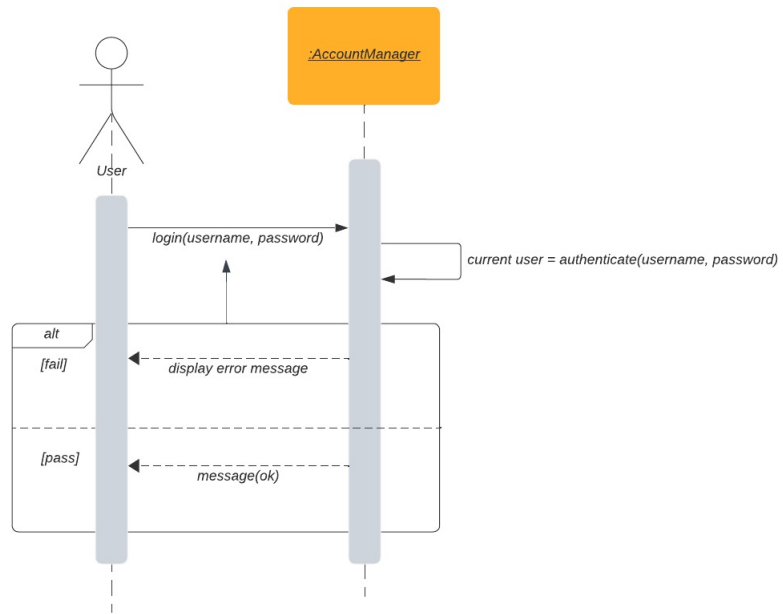 :AccountManager
User
login(username, password)
current user = authenticate(username, password)
alt
[fail]
display error message
[pass]
message(ok)